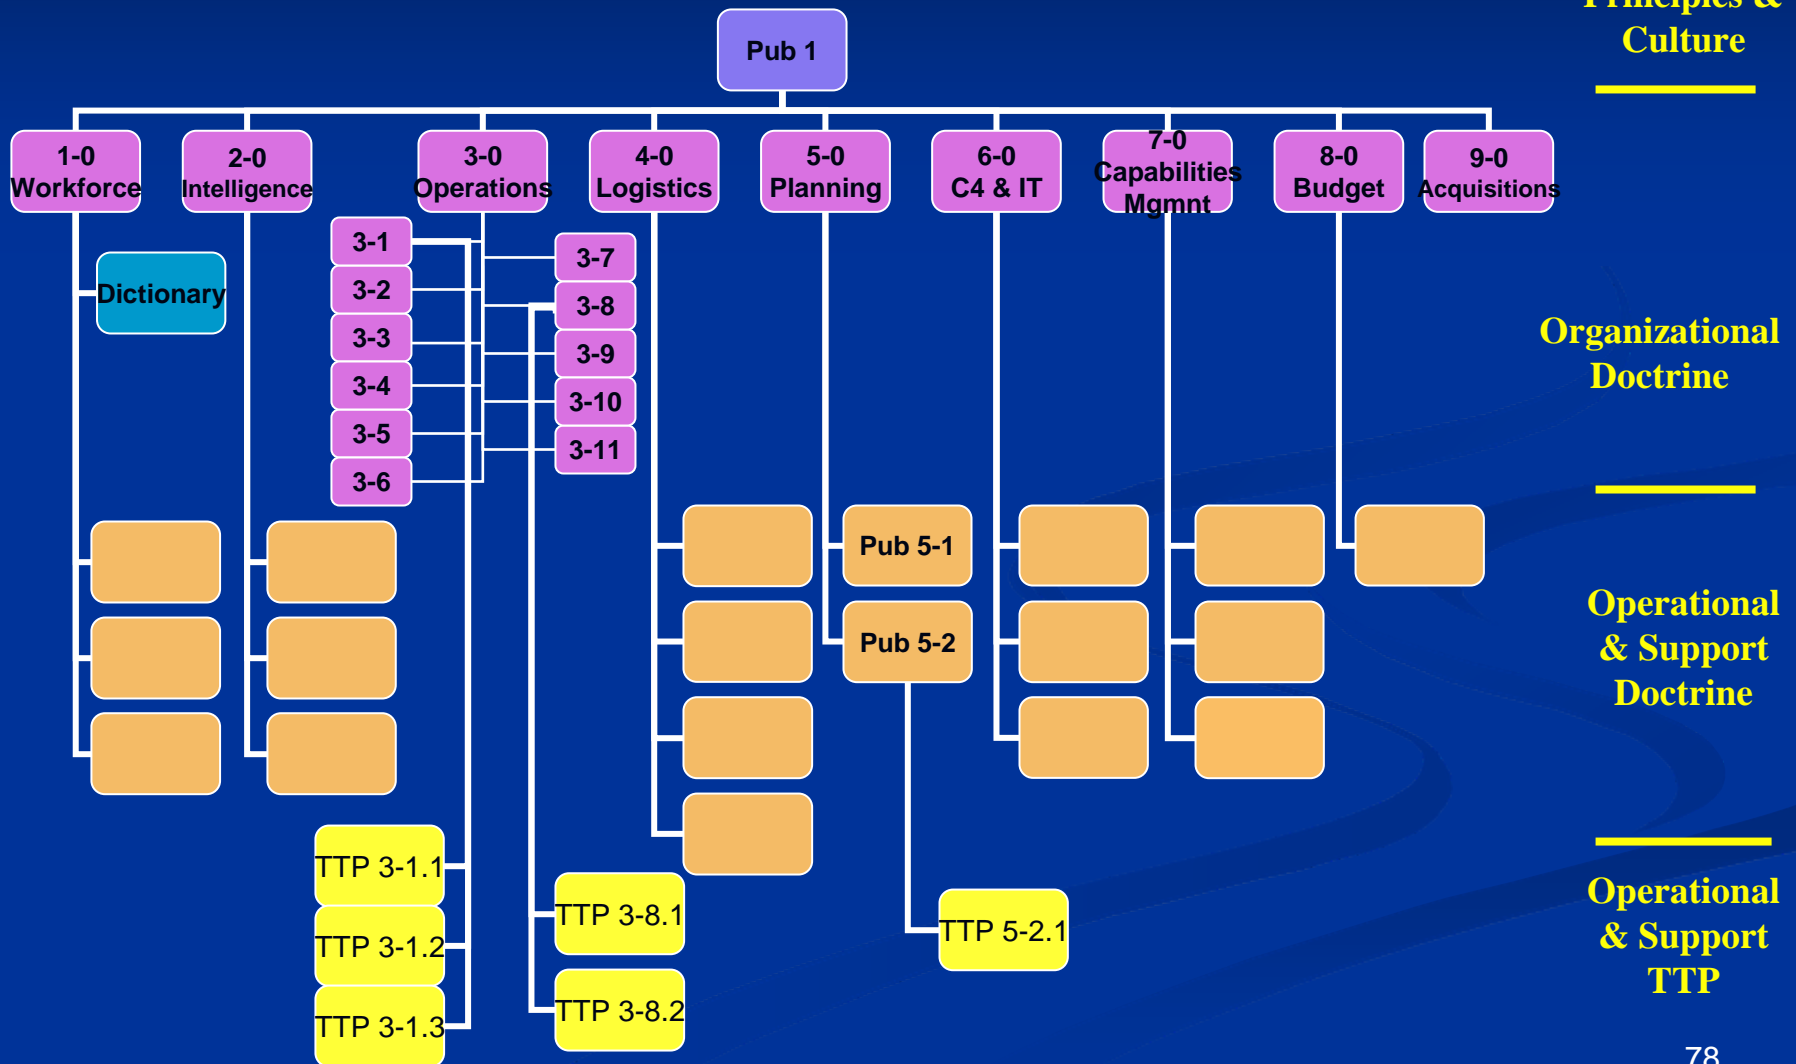 Principles &
Culture
Pub 1
1-0
Workforce
2-0
Intelligence
3-0
Operations
4-0
Logistics
5-0
Planning
6-0
C4 & IT
7-0
Capabilities
Mgmnt
8-0
Budget
9-0
Acquisitions
Dictionary
3-1
3-2
3-3
3-4
3-5
3-6
3-7
3-8
3-9
3-10
3-11
Organizational
Doctrine
Pub 5-1
Pub 5-2
Operational
& Support
Doctrine
TTP 3-1.1
TTP 3-1.2
TTP 3-1.3
TTP 3-8.1
TTP 3-8.2
TTP 5-2.1
Operational
& Support
TTP
78